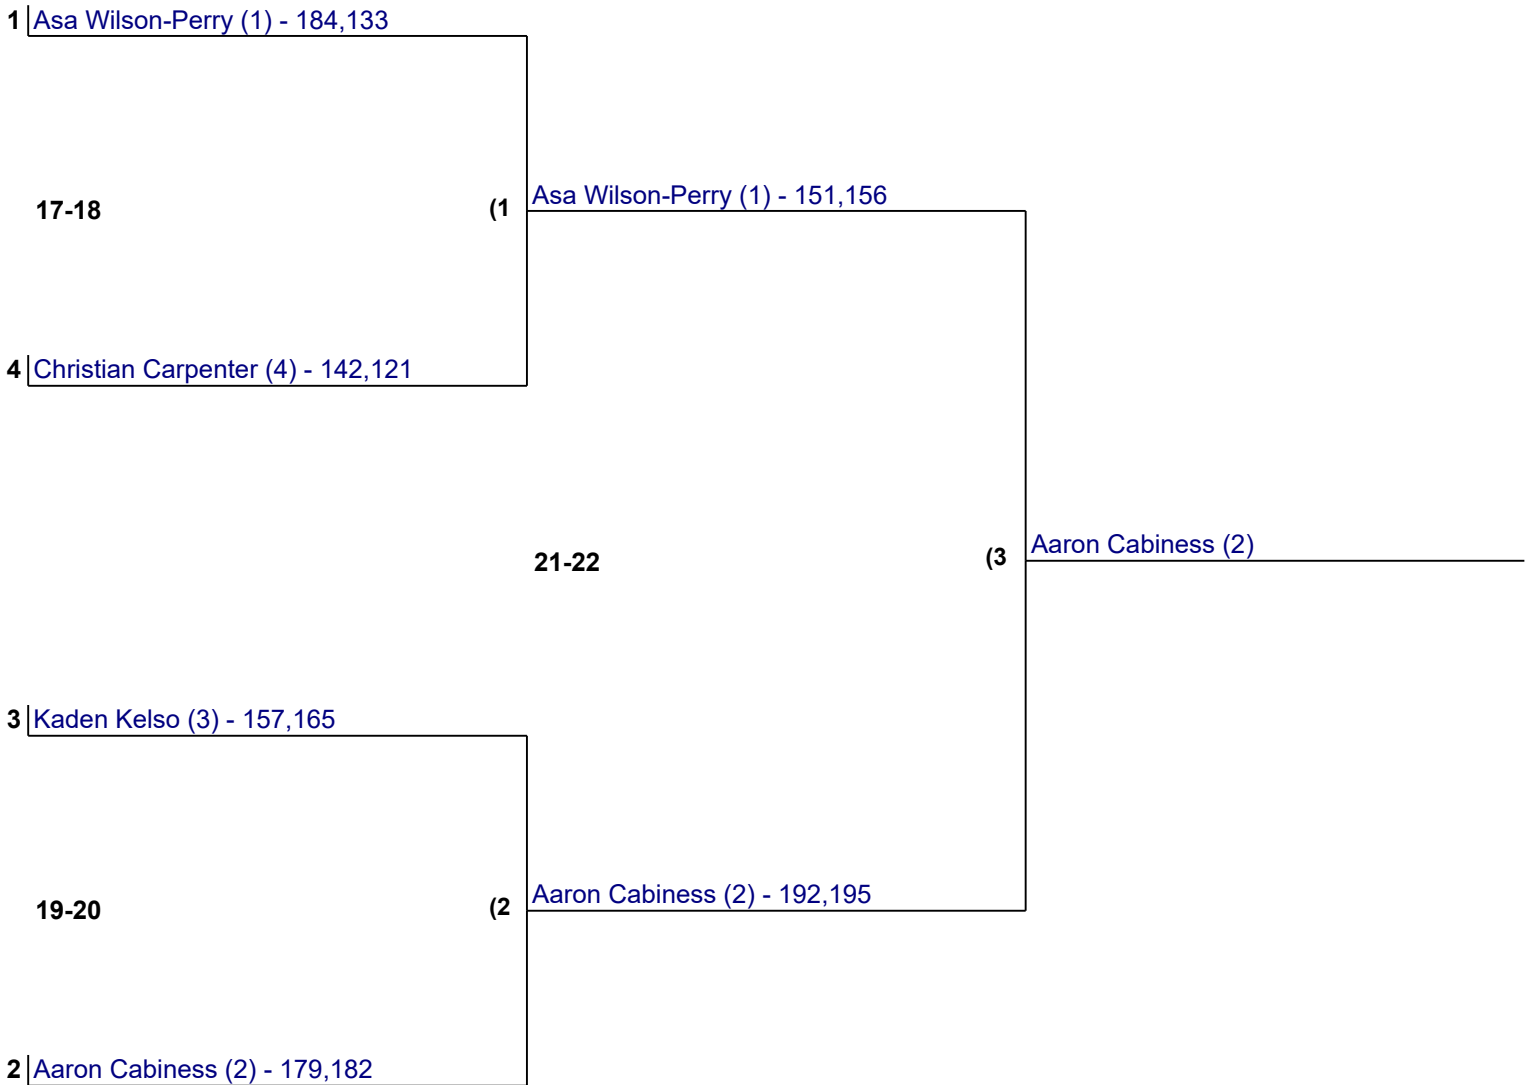 1 Asa Wilson-Perry (1) - 184,133
Asa Wilson-Perry (1) - 151,156
17-18 (1
4 Christian Carpenter (4) - 142,121
Aaron Cabiness (2)
21-22 (3
3 Kaden Kelso (3) - 157,165
Aaron Cabiness (2) - 192,195
19-20 (2
2 Aaron Cabiness (2) - 179,182